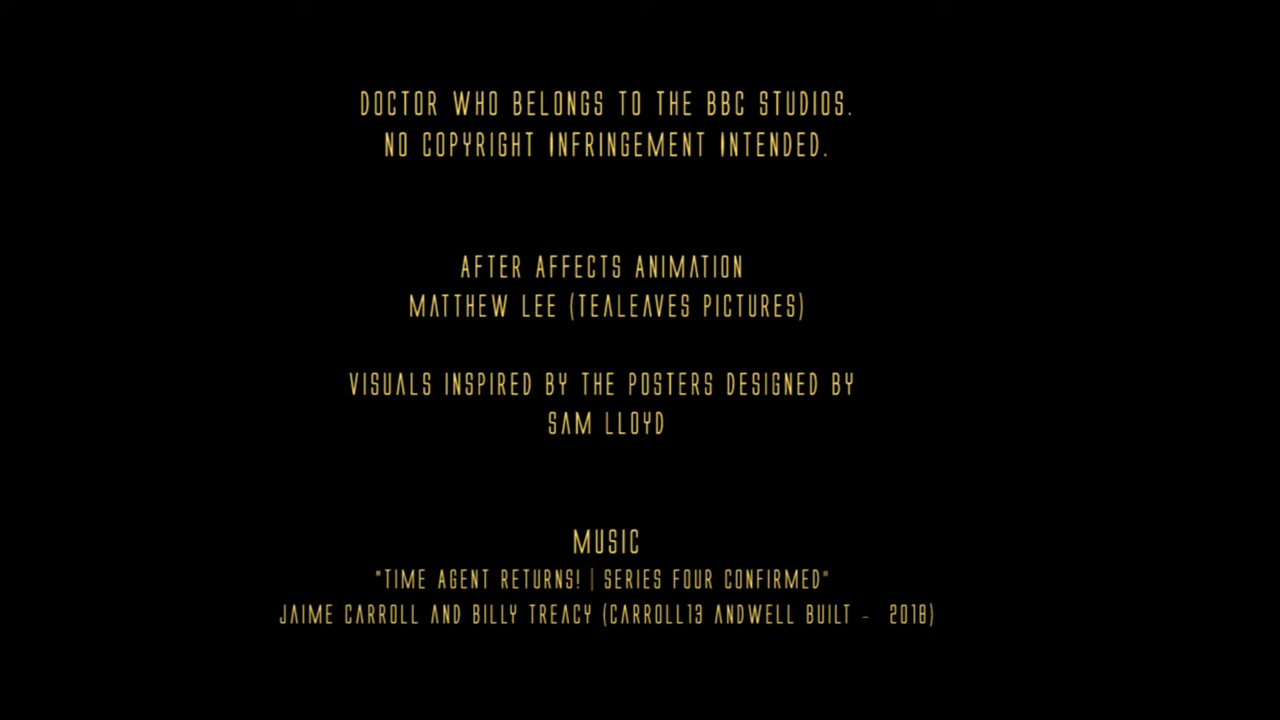 DOCTOR WHO BELONGS TO THE BBC STUDIOS.
NO COPYRIGHT INFRINGEMENT INTENDED.
AFTER AFFECTS ANIMATION
MATTHEW LEE (TEALEAVES PICTURES)
VISUALS INSPIRED BY THE POSTERS DESIGNED BY
SAM LLOYD
MUSIC
"TIME AGENT RETURNS! | SERIES FOUR CONFIRMED"
JAIME CARROLL AND BILLY TREACY (CARROLL13 ANDWELL BUILT - 2018)